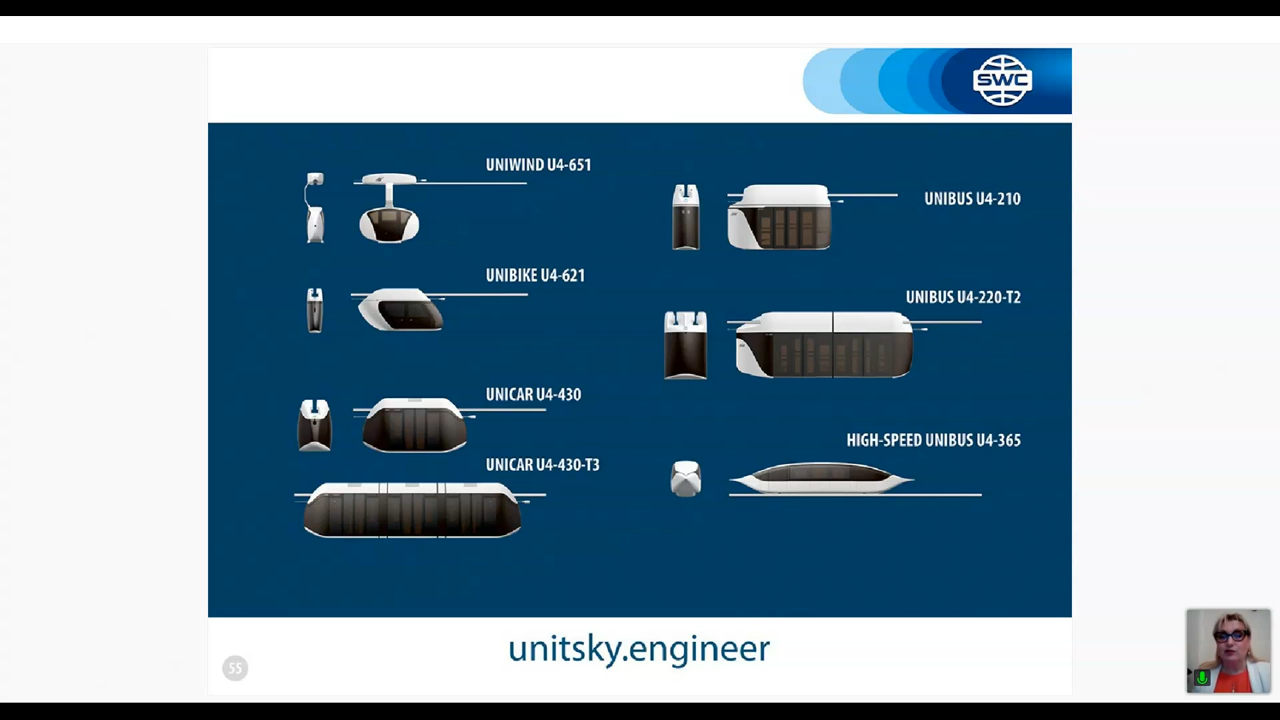 SWC
UNIWIND U4-651
UNIBIKE U4-621
UNICAR U4-430
UNICAR U4-430-T3
UNIBUS U4-210
UNIBUS U4-220-T2
HIGH-SPEED UNIBUS U4-365
unitsky.engineer
55